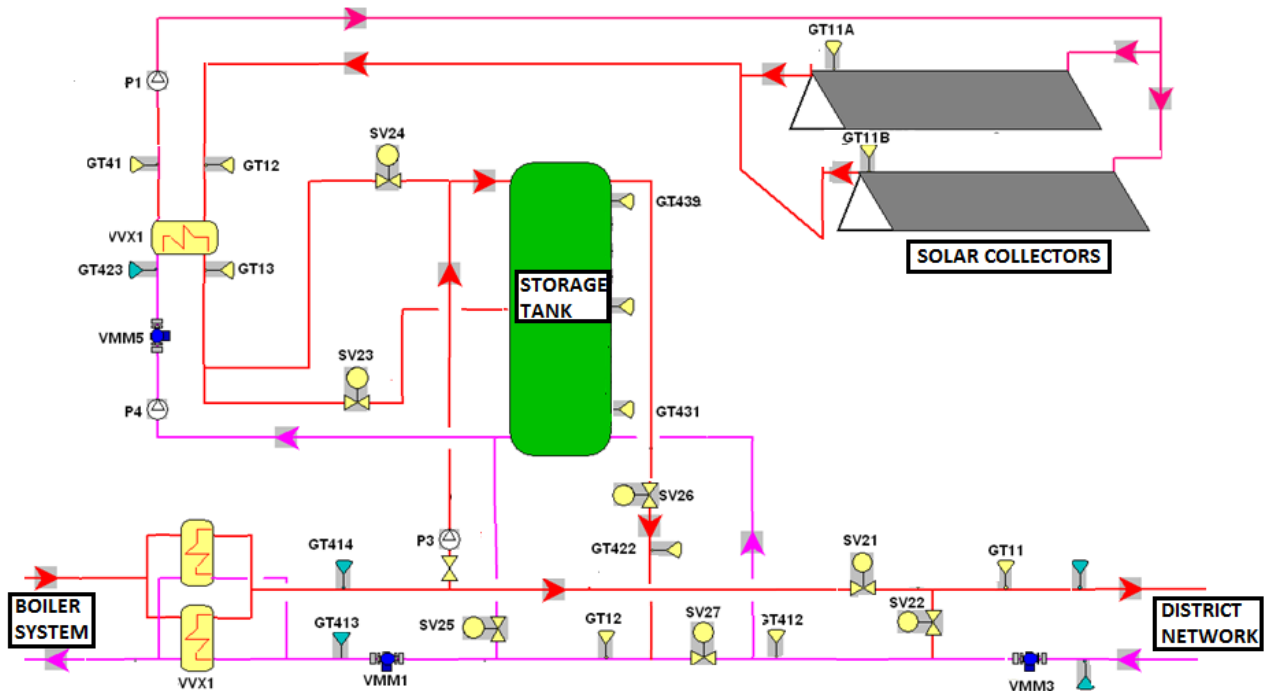 GT11A
P1
SV24
GT11B
GT41
GT12
GT439
VVX1
SOLAR COLLECTORS
GT423
GT13
STORAGE
TANK
VMM5
SV23
P4
GT431
SV26
P3
GT414
GT422
SV21
GT11
BOILER
SYSTEM
GT413
SV25
GT12
SV27
GT412
SV22
DISTRICT
NETWORK
VVX1
VMM1
VMM3